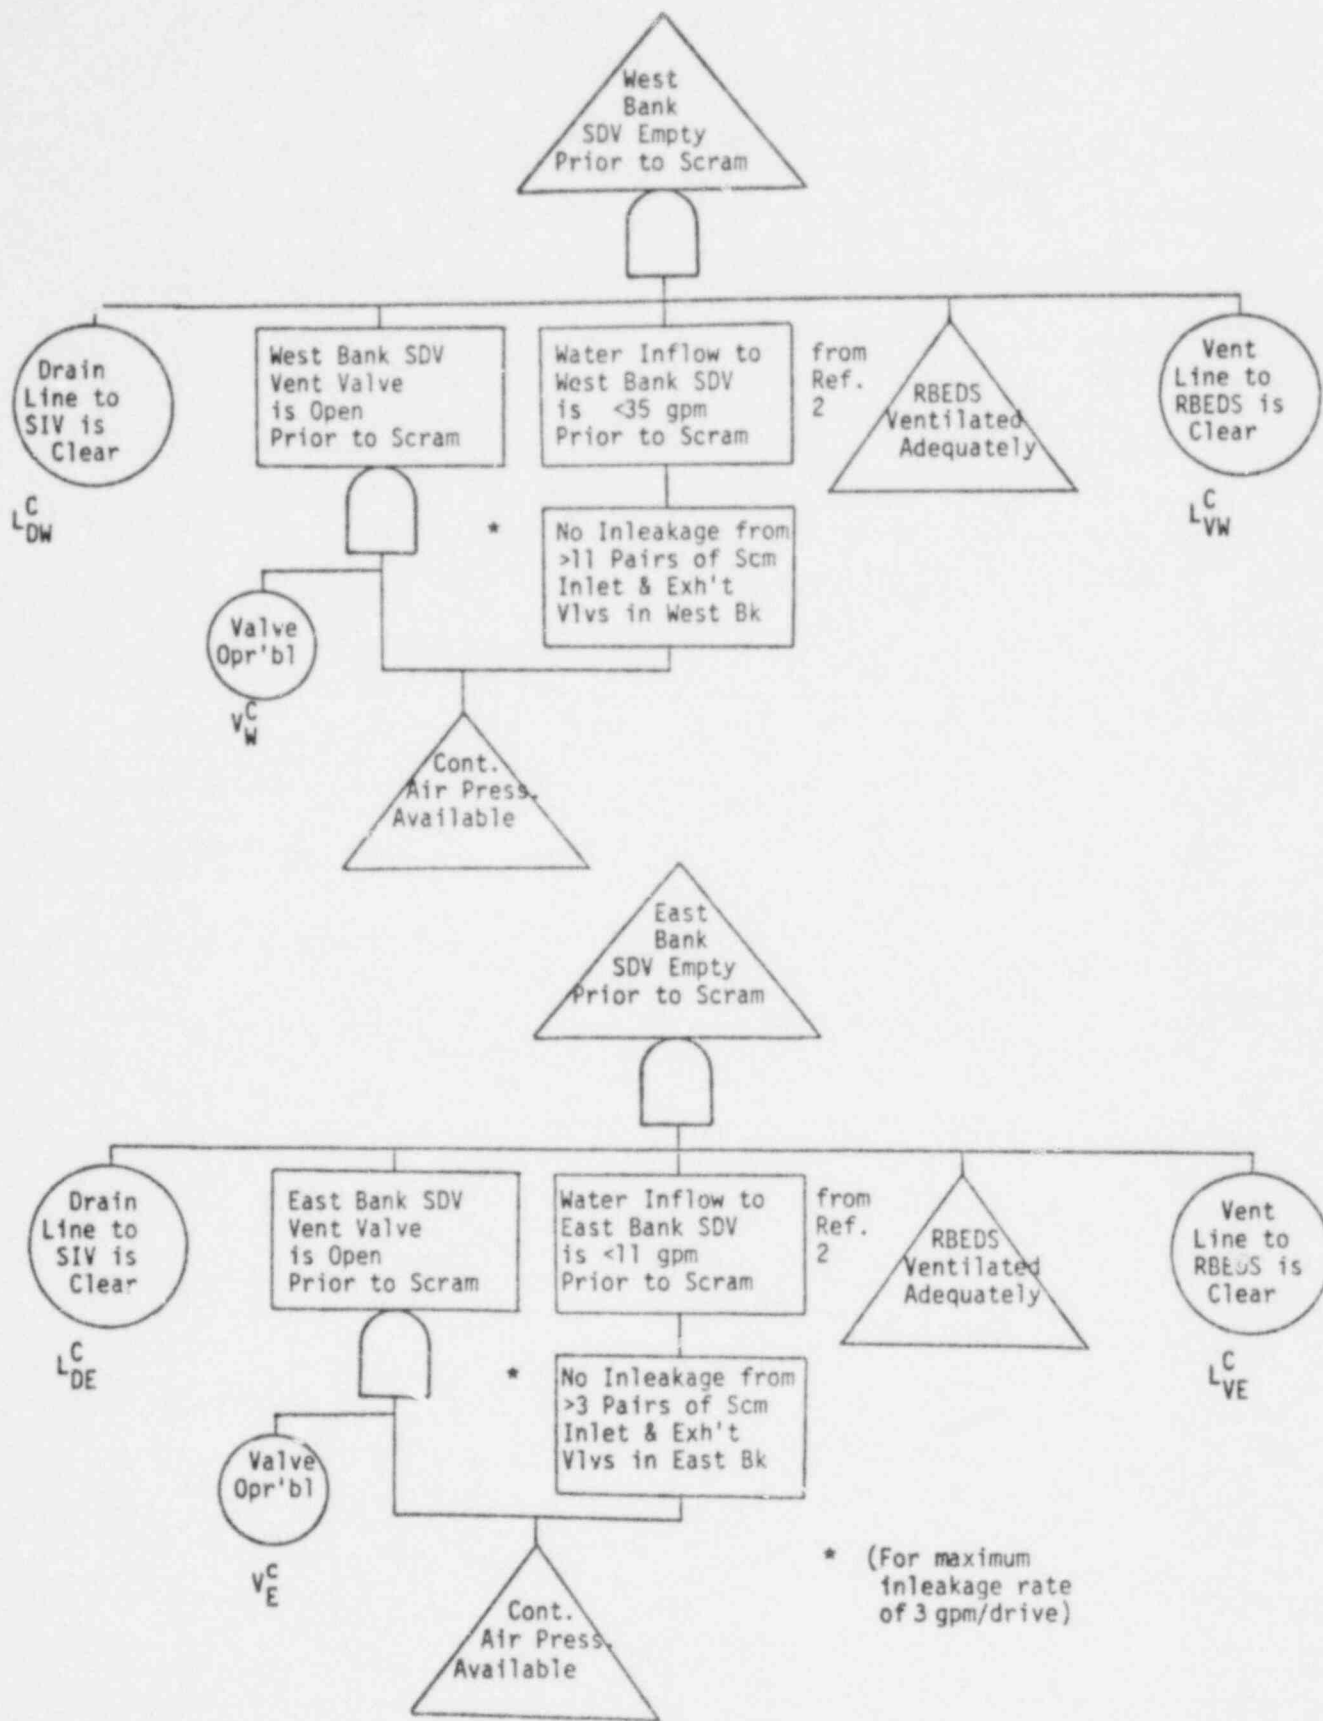 West
Bank
SDV Empty
Prior to Scram
Drain
Line to
SIV is
Clear
L^C_DW
West Bank SDV
Vent Valve
is Open
Prior to Scram
Water Inflow to
West Bank SDV
is <35 gpm
Prior to Scram
from
Ref.
2
RBEDS
Ventilated
Adequately
Vent
Line to
RBEDS is
Clear
L^C_VW
*
No Inleakage from
>11 Pairs of Scm
Inlet & Exh't
Vlvs in West Bk
Valve
Opr'bl
V^C_W
Cont.
Air Press.
Available
East
Bank
SDV Empty
Prior to Scram
Drain
Line to
SIV is
Clear
L^C_DE
East Bank SDV
Vent Valve
is Open
Prior to Scram
Water Inflow to
East Bank SDV
is <11 gpm
Prior to Scram
from
Ref.
2
RBEDS
Ventilated
Adequately
Vent
Line to
RBEDS is
Clear
L^C_VE
*
No Inleakage from
>3 Pairs of Scm
Inlet & Exh't
Vlvs in East Bk
Valve
Opr'bl
V^C_E
Cont.
Air Press.
Available
* (For maximum
inleakage rate
of 3 gpm/drive)